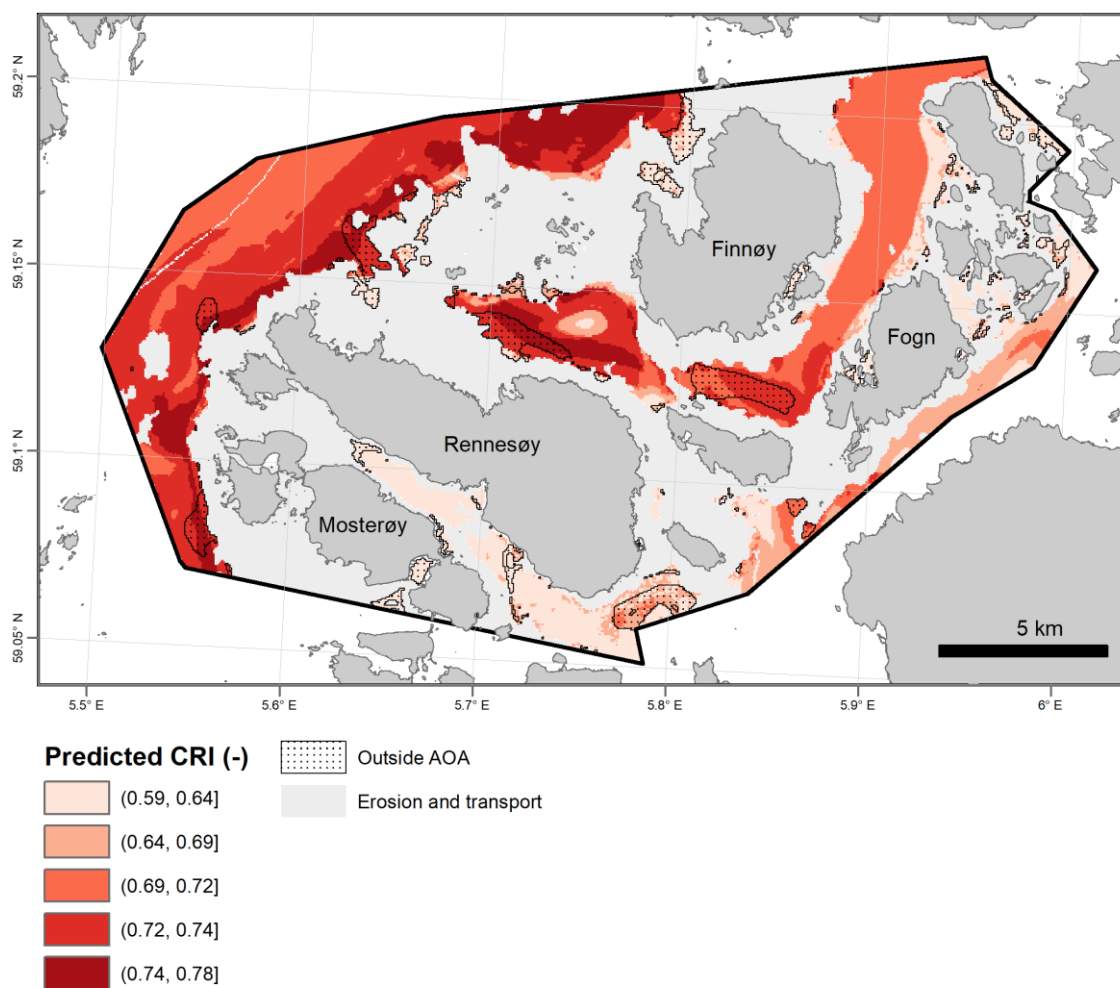 59.2° N
59.15° N
59.1° N
59.05° N
Finnøy
Fogn
Rennesøy
Mosterøy
5 km
5.5° E
5.6° E
5.7° E
5.8° E
5.9° E
6° E
Predicted CRI (-)
(0.59, 0.64]
(0.64, 0.69]
(0.69, 0.72]
(0.72, 0.74]
(0.74, 0.78]
Outside AOA
Erosion and transport